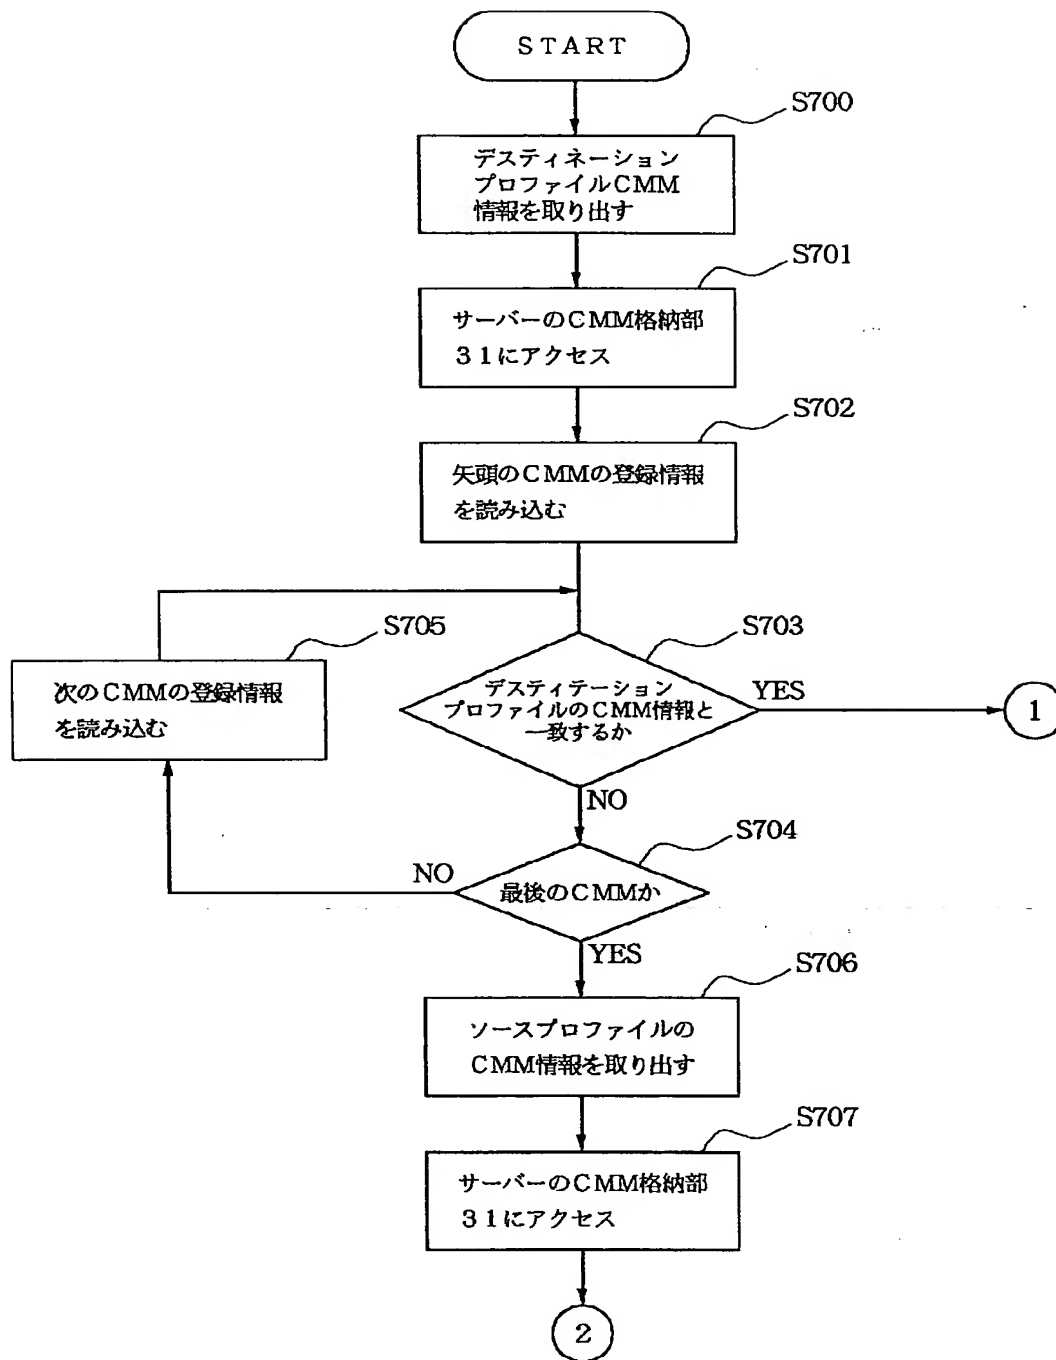 START
S700
デスティネーション
プロファイルCMM
情報を取り出す
S701
サーバーのCMM格納部
31にアクセス
S702
矢頭のCMMの登録情報
を読み込む
S705
次のCMMの登録情報
を読み込む
S703
デスティテーション
プロファイルのCMM情報と
一致するか
YES
1
NO
S704
最後のCMMか
NO
YES
S706
ソースプロファイルの
CMM情報を取り出す
S707
サーバーのCMM格納部
31にアクセス
2